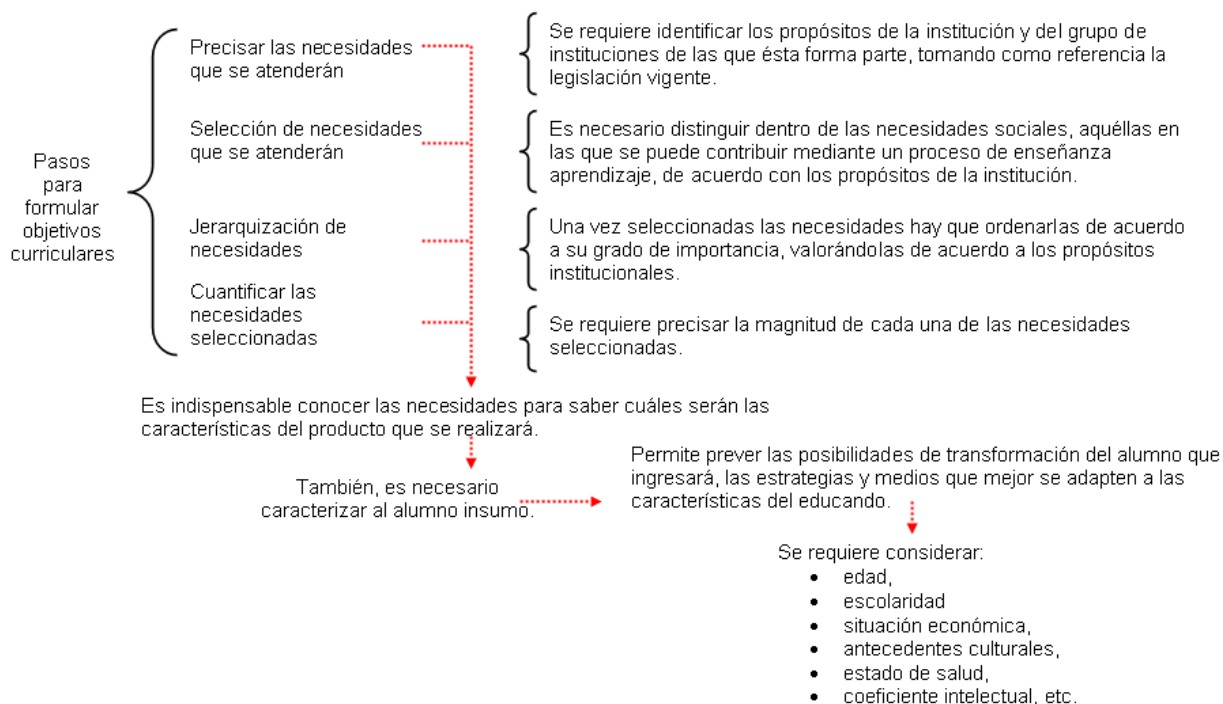 Pasos
para
formular
objetivos
curriculares
Precisar las necesidades
que se atenderán
Se requiere identificar los propósitos de la institución y del grupo de
instituciones de las que ésta forma parte, tomando como referencia la
legislación vigente.
Selección de necesidades
que se atenderán
Es necesario distinguir dentro de las necesidades sociales, aquéllas en
las que se puede contribuir mediante un proceso de enseñanza
aprendizaje, de acuerdo con los propósitos de la institución.
Jerarquización de
necesidades
Una vez seleccionadas las necesidades hay que ordenarlas de acuerdo
a su grado de importancia, valorándolas de acuerdo a los propósitos
institucionales.
Cuantificar las
necesidades
seleccionadas
Se requiere precisar la magnitud de cada una de las necesidades
seleccionadas.
Es indispensable conocer las necesidades para saber cuáles serán las
características del producto que se realizará.
También, es necesario
caracterizar al alumno insumo.
Permite prever las posibilidades de transformación del alumno que
ingresará, las estrategias y medios que mejor se adapten a las
características del educando.
Se requiere considerar:
• edad,
• escolaridad
• situación económica,
• antecedentes culturales,
• estado de salud,
• coeficiente intelectual, etc.